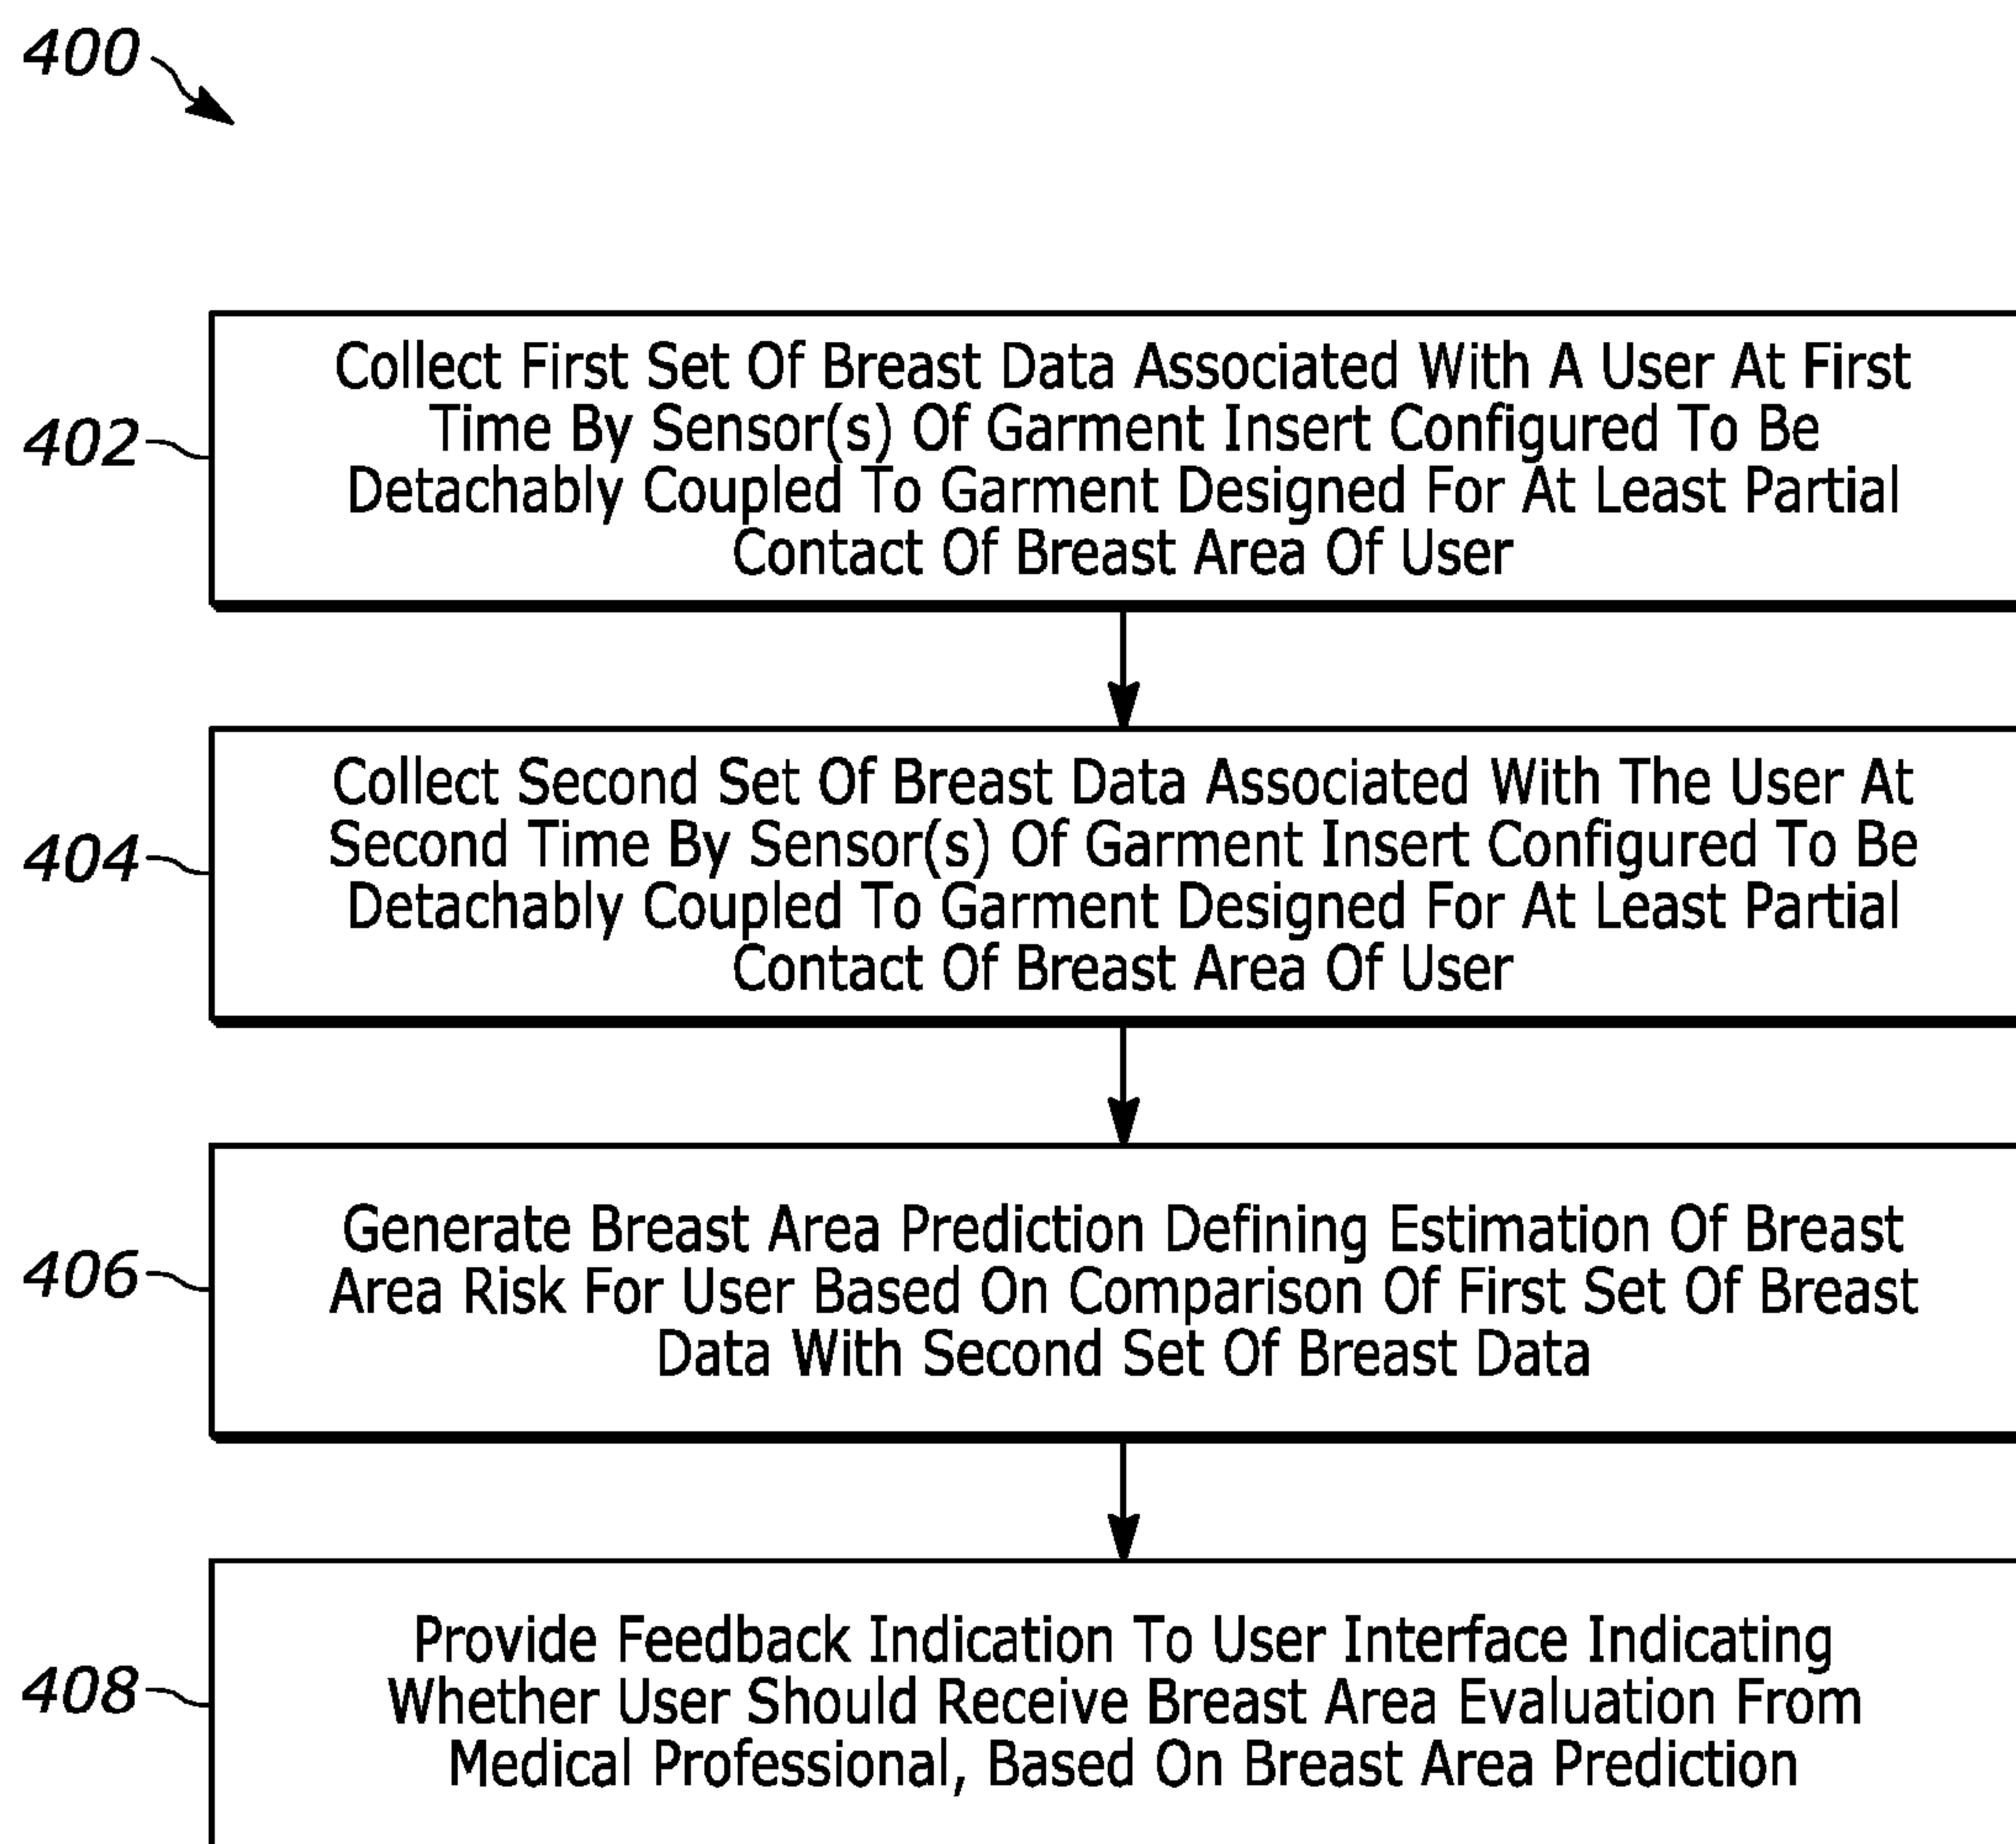 400
402
Collect First Set Of Breast Data Associated With A User At First
Time By Sensor(s) Of Garment Insert Configured To Be
Detachably Coupled To Garment Designed For At Least Partial
Contact Of Breast Area Of User
404
Collect Second Set Of Breast Data Associated With The User At
Second Time By Sensor(s) Of Garment Insert Configured To Be
Detachably Coupled To Garment Designed For At Least Partial
Contact Of Breast Area Of User
406
Generate Breast Area Prediction Defining Estimation Of Breast
Area Risk For User Based On Comparison Of First Set Of Breast
Data With Second Set Of Breast Data
408
Provide Feedback Indication To User Interface Indicating
Whether User Should Receive Breast Area Evaluation From
Medical Professional, Based On Breast Area Prediction